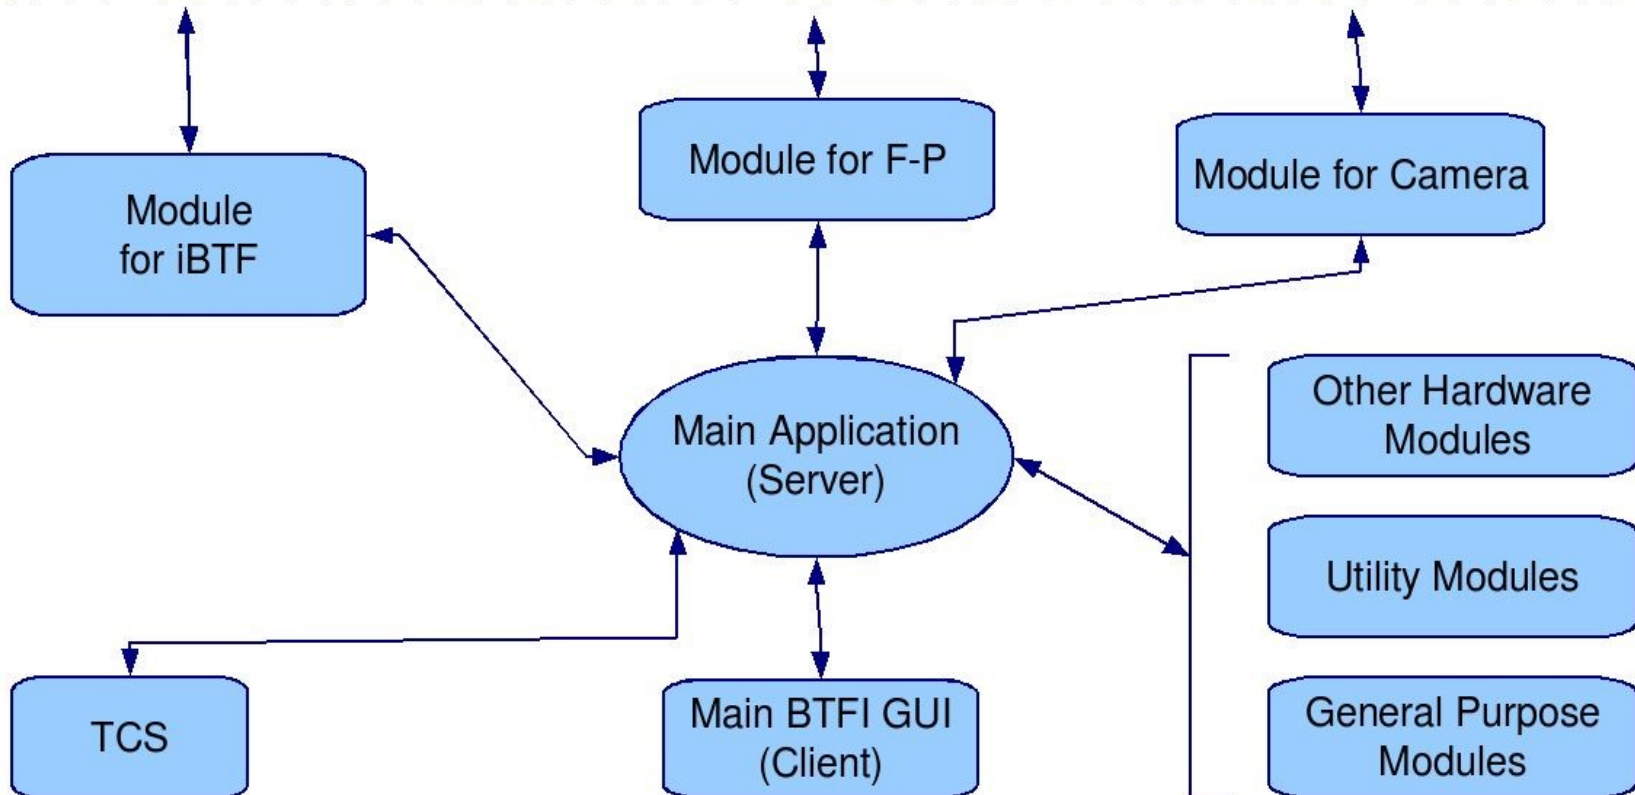 Module for F-P
Module for Camera
Module
for iBTF
Main Application
(Server)
Other Hardware
Modules
Utility Modules
TCS
Main BTFI GUI
(Client)
General Purpose
Modules